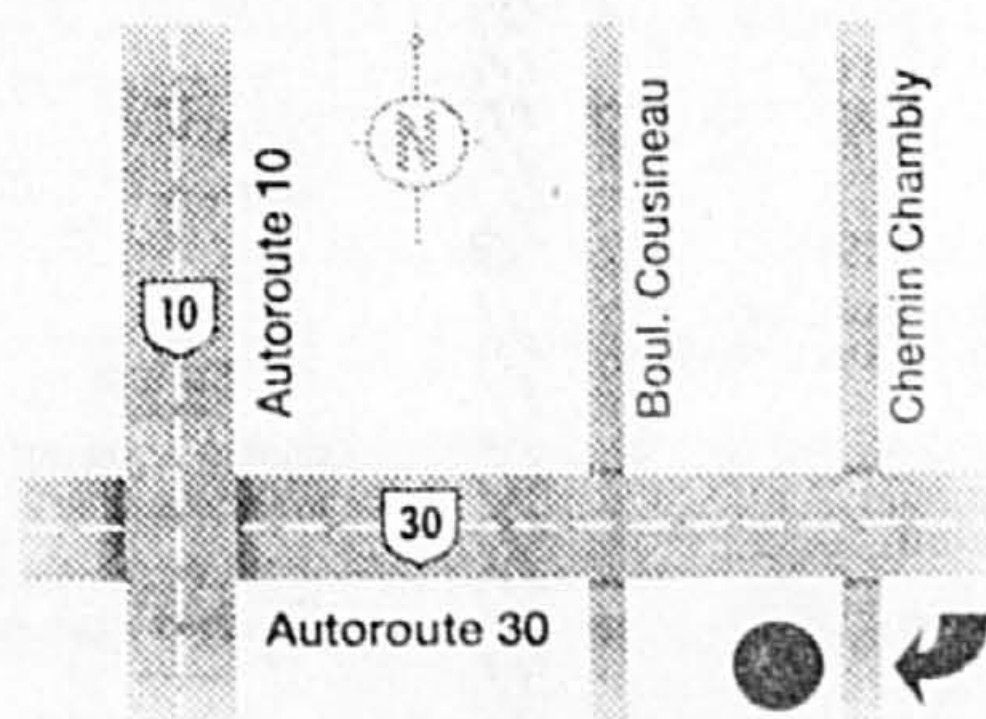 N
Autoroute 10
10
Boul. Cousineau
Chemin Chambly
30
Autoroute 30